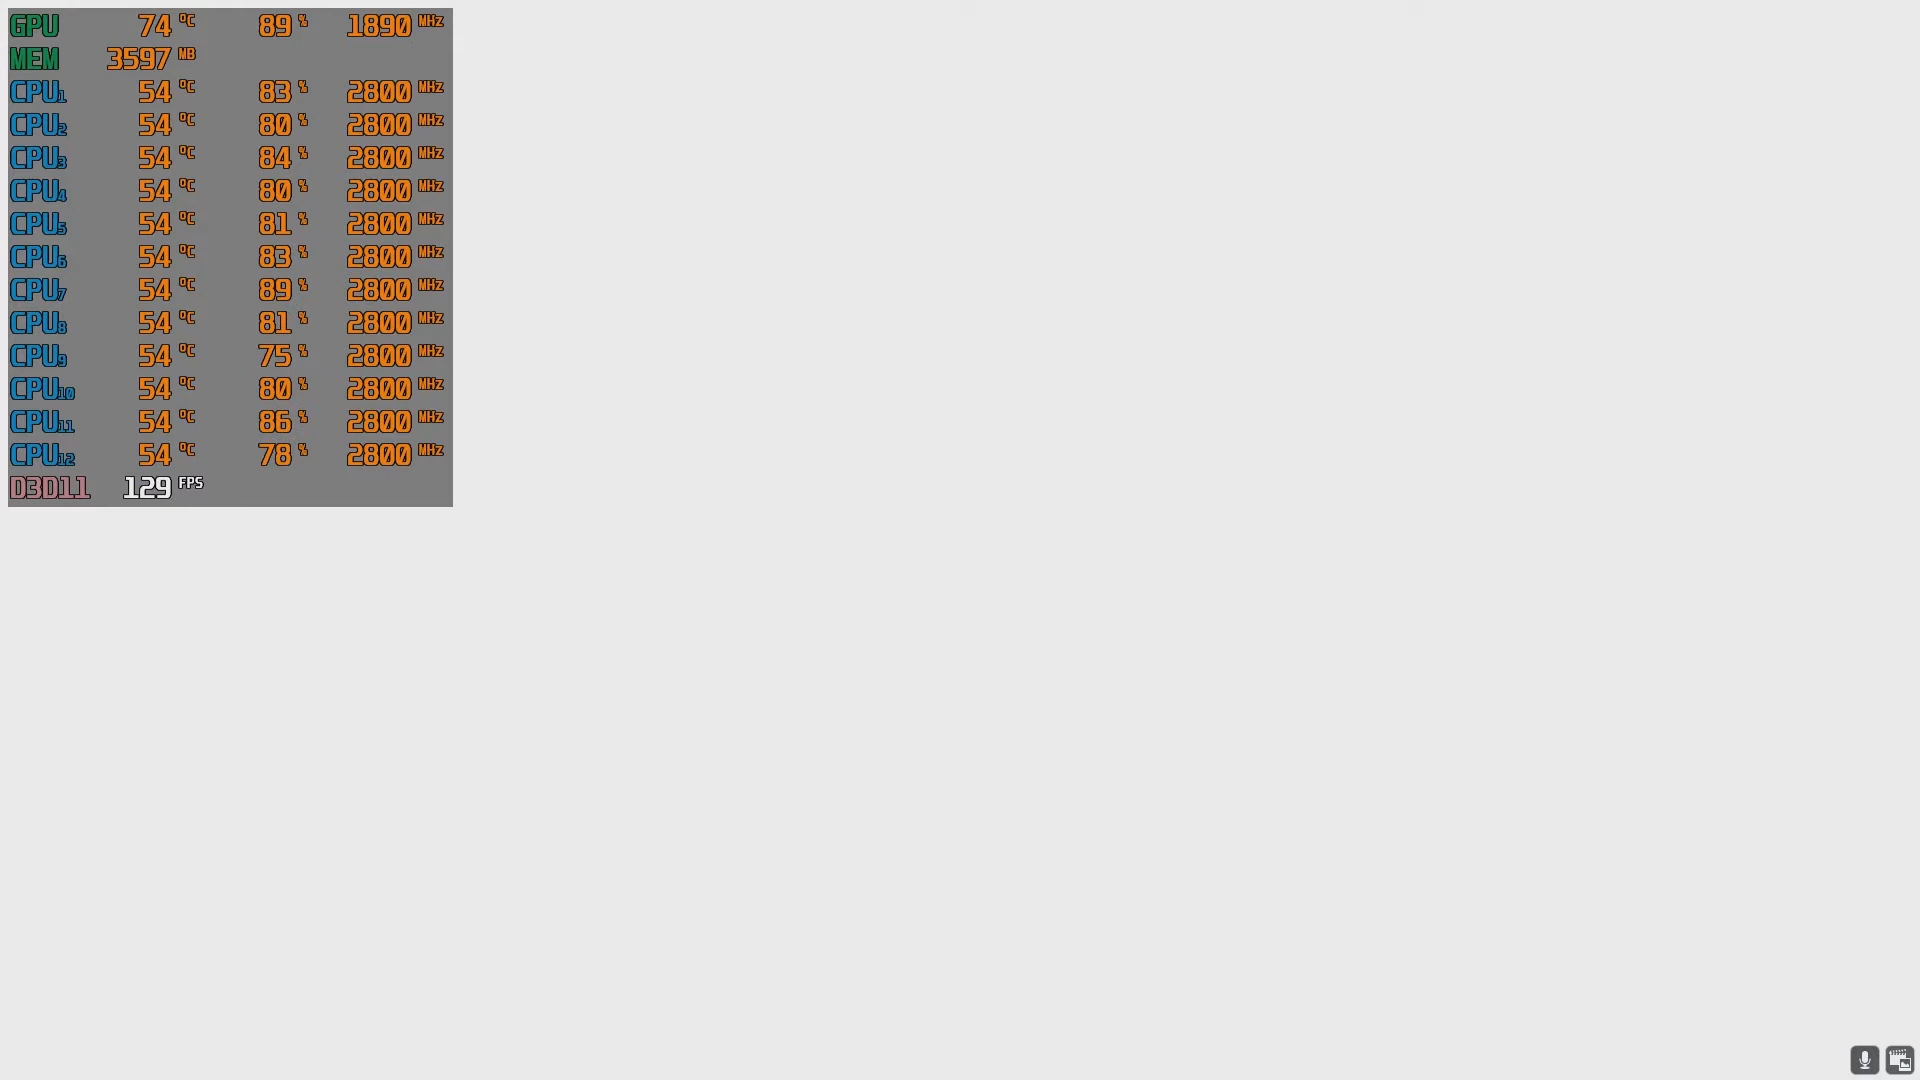 GPU 74 °C 89 % 1890 MHz
MEM 3597 MB
CPU1 54 °C 83 % 2800 MHz
CPU2 54 °C 80 % 2800 MHz
CPU3 54 °C 84 % 2800 MHz
CPU4 54 °C 80 % 2800 MHz
CPU5 54 °C 81 % 2800 MHz
CPU6 54 °C 83 % 2800 MHz
CPU7 54 °C 89 % 2800 MHz
CPU8 54 °C 81 % 2800 MHz
CPU9 54 °C 75 % 2800 MHz
CPU10 54 °C 80 % 2800 MHz
CPU11 54 °C 86 % 2800 MHz
CPU12 54 °C 78 % 2800 MHz
D3D11 129 FPS